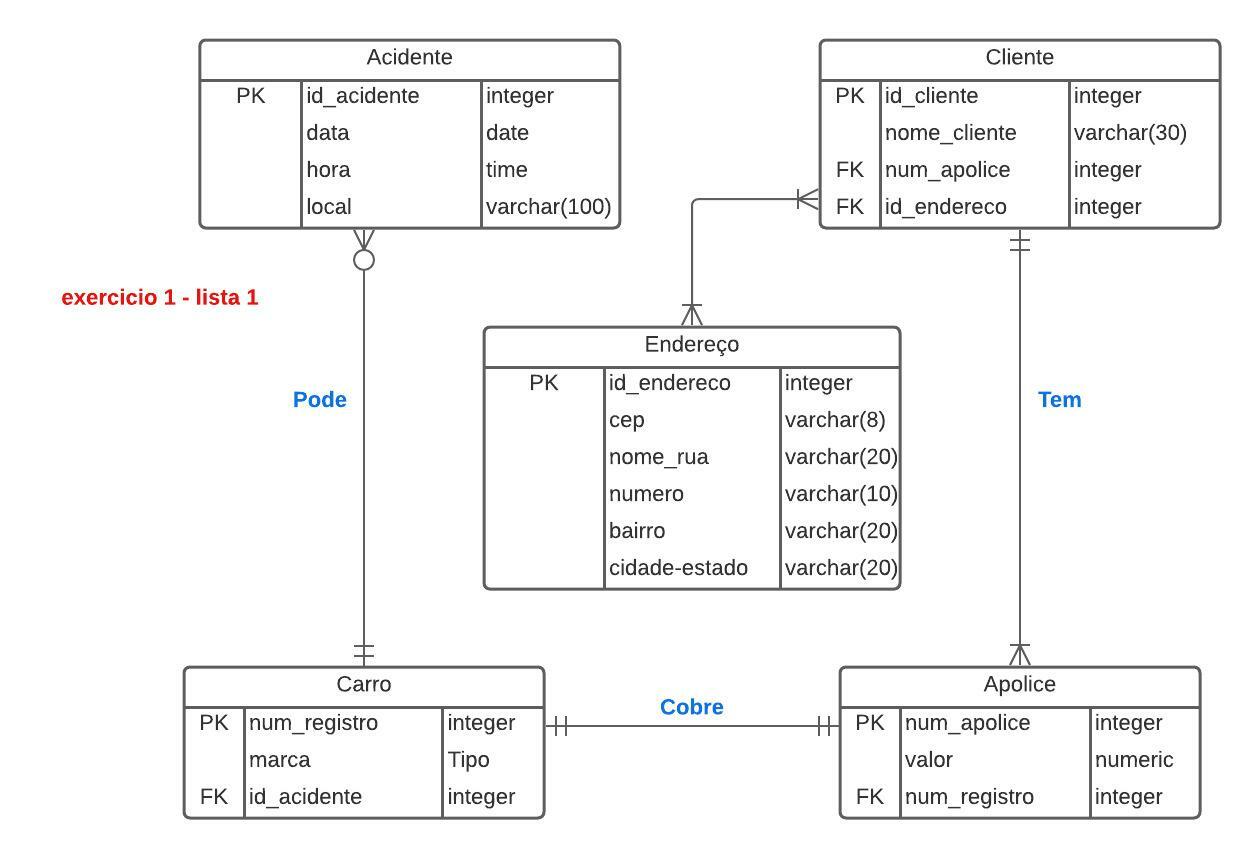 Acidente
PK id_acidente integer
data date
hora time
local varchar(100)
Cliente
PK id_cliente integer
nome_cliente varchar(30)
FK num_apolice integer
FK id_endereco integer
exercicio 1 - lista 1
Endereço
PK id_endereco integer
cep varchar(8)
nome_rua varchar(20)
numero varchar(10)
bairro varchar(20)
cidade-estado varchar(20)
Pode
Tem
Carro
PK num_registro integer
marca Tipo
FK id_acidente integer
Cobre
Apolice
PK num_apolice integer
valor numeric
FK num_registro integer